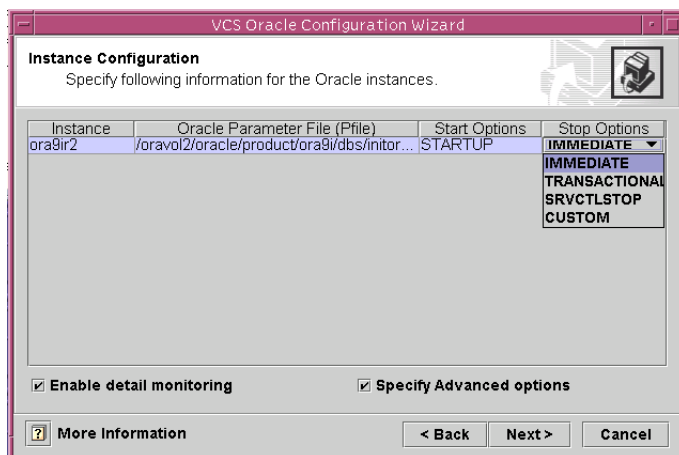 VCS Oracle Configuration Wizard
Instance Configuration
Specify following information for the Oracle instances.
Instance Oracle Parameter File (Pfile) Start Options Stop Options
ora9ir2 /oravol2/oracle/product/ora9i/dbs/initor... STARTUP IMMEDIATE
IMMEDIATE
TRANSACTIONAL
SRVCTLSTOP
CUSTOM
Enable detail monitoring Specify Advanced options
? More Information < Back Next > Cancel